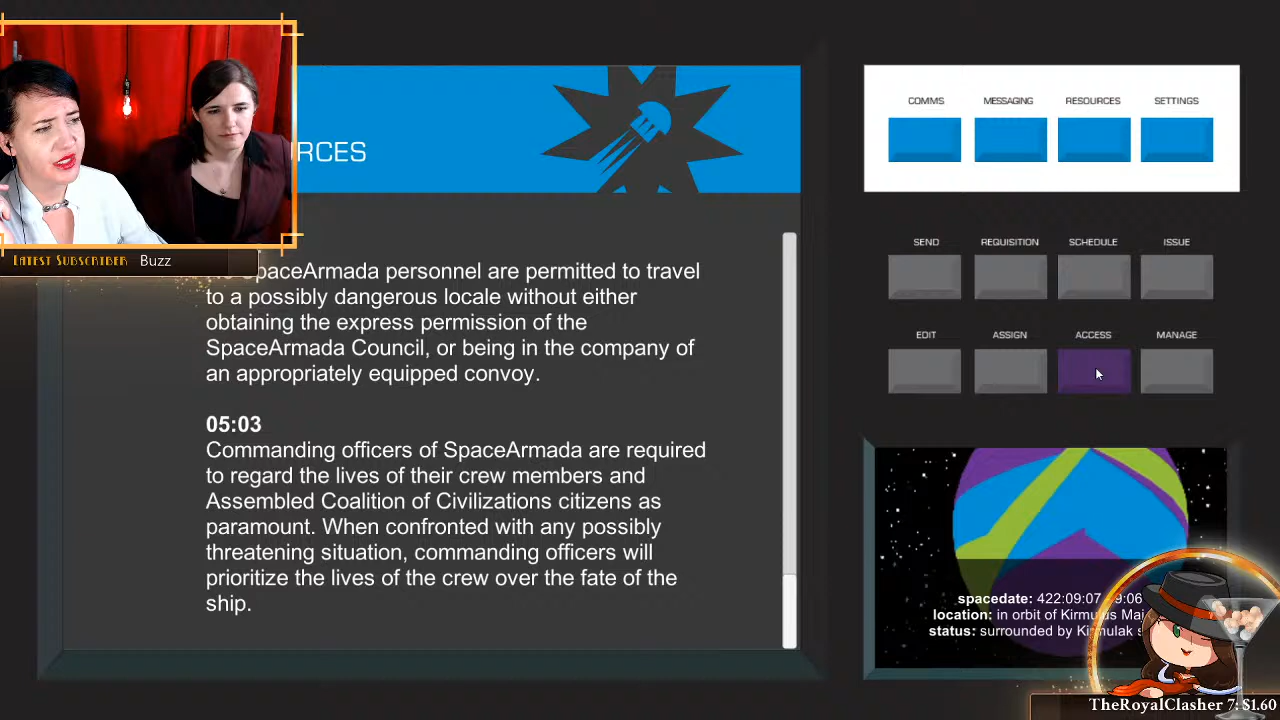 COMMS MESSAGING RESOURCES SETTINGS
RCES
SEND REQUISITION SCHEDULE ISSUE
LATEST SUBSCRIBER Buzz
SpaceArmada personnel are permitted to travel
to a possibly dangerous locale without either
obtaining the express permission of the
SpaceArmada Council, or being in the company of
an appropriately equipped convoy.
EDIT ASSIGN ACCESS MANAGE
05:03
Commanding officers of SpaceArmada are required
to regard the lives of their crew members and
Assembled Coalition of Civilizations citizens as
paramount. When confronted with any possibly
threatening situation, commanding officers will
prioritize the lives of the crew over the fate of the
ship.
spacedate: 422:09:07
location: in orbit of Kirmulus Mai
status: surrounded by Kirmulak s
TheRoyalClasher 7: $1.60